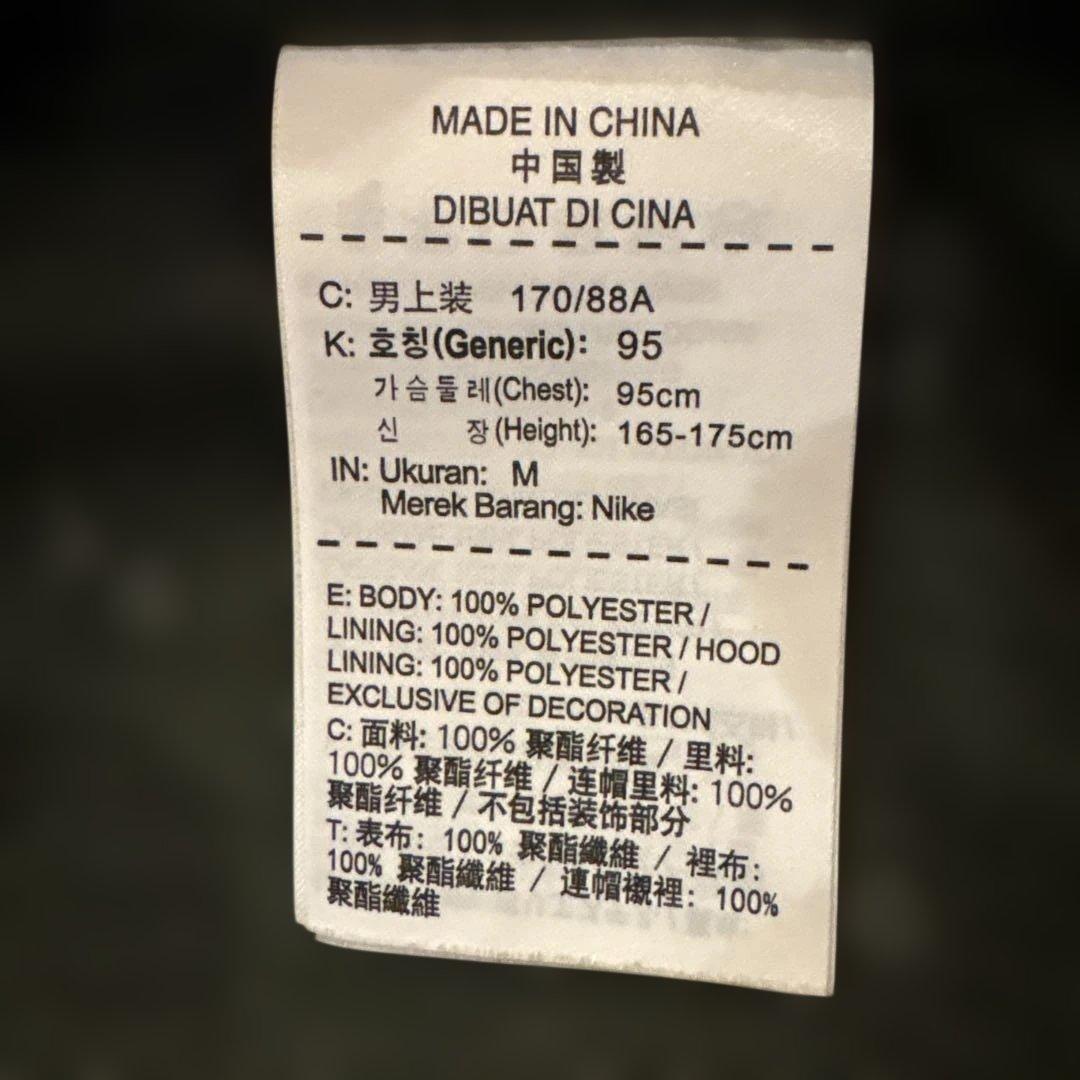 MADE IN CHINA
中国製
DIBUAT DI CINA
C: 男上装 170/88A
K: 호칭(Generic): 95
가슴둘레(Chest): 95cm
신 장(Height): 165-175cm
IN: Ukuran: M
Merek Barang: Nike
E: BODY: 100% POLYESTER /
LINING: 100% POLYESTER / HOOD
LINING: 100% POLYESTER /
EXCLUSIVE OF DECORATION
C: 面料: 100% 聚酯纤维 / 里料:
100% 聚酯纤维 / 连帽里料: 100%
聚酯纤维 / 不包括装饰部分
T: 表布: 100% 聚酯纖維 / 裡布:
100% 聚酯纖維 / 連帽襯裡: 100%
聚酯纖維